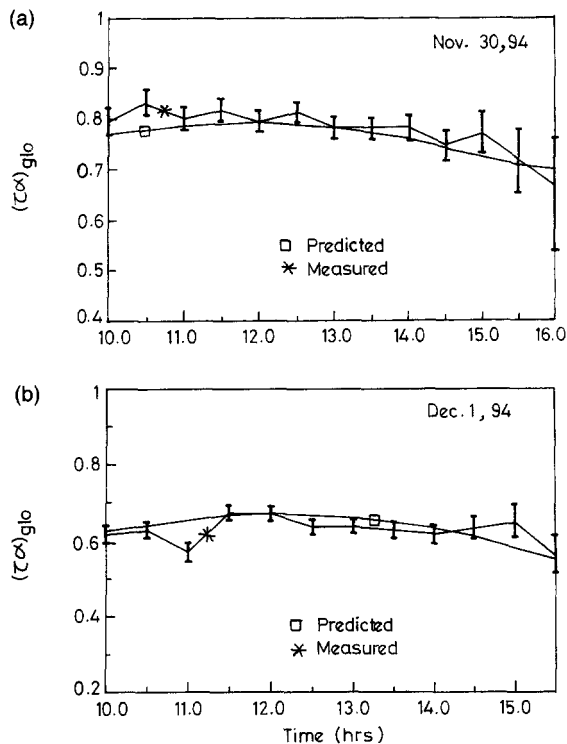 (a)
Nov. 30,94
(τα)glo
1
0.9
0.8
0.7
0.6
0.5
0.4
□ Predicted
* Measured
10.0 11.0 12.0 13.0 14.0 15.0 16.0
(b)
Dec. 1, 94
(τα)glo
1
0.8
0.6
0.4
0.2
□ Predicted
* Measured
10.0 11.0 12.0 13.0 14.0 15.0
Time (hrs)